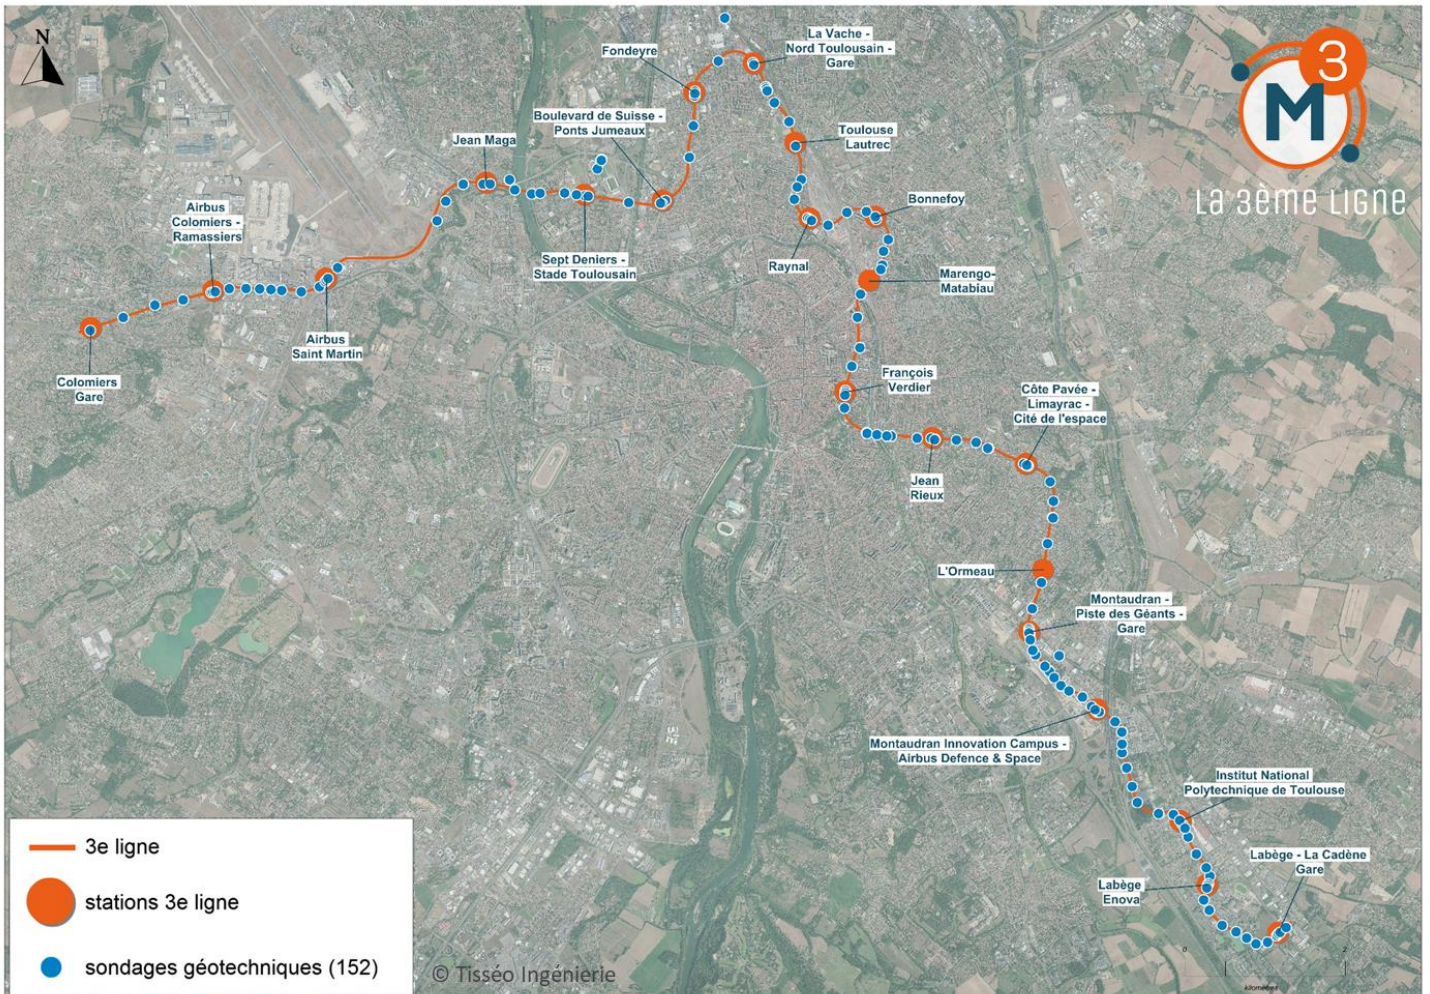 N
Fondeyre
La Vache -
Nord Toulousain -
Gare
3
M
La 3ème Ligne
Boulevard de Suisse -
Ponts Jumeaux
Jean Maga
Toulouse
Lautrec
Airbus
Colomiers -
Ramassiers
Bonnefoy
Sept Deniers -
Stade Toulousain
Raynal
Marengo-
Matabiau
Airbus
Saint Martin
Colomiers
Gare
François
Verdier
Côte Pavée -
Limayrac -
Cité de l'espace
Jean
Rieux
L'Ormeau
Montaudran -
Piste des Géants -
Gare
Montaudran Innovation Campus -
Airbus Defence & Space
Institut National
Polytechnique de Toulouse
Labège - La Cadène
Gare
Labège
Enova
3e ligne
stations 3e ligne
sondages géotechniques (152)
© Tisséo Ingénierie
0
2
kilomètres